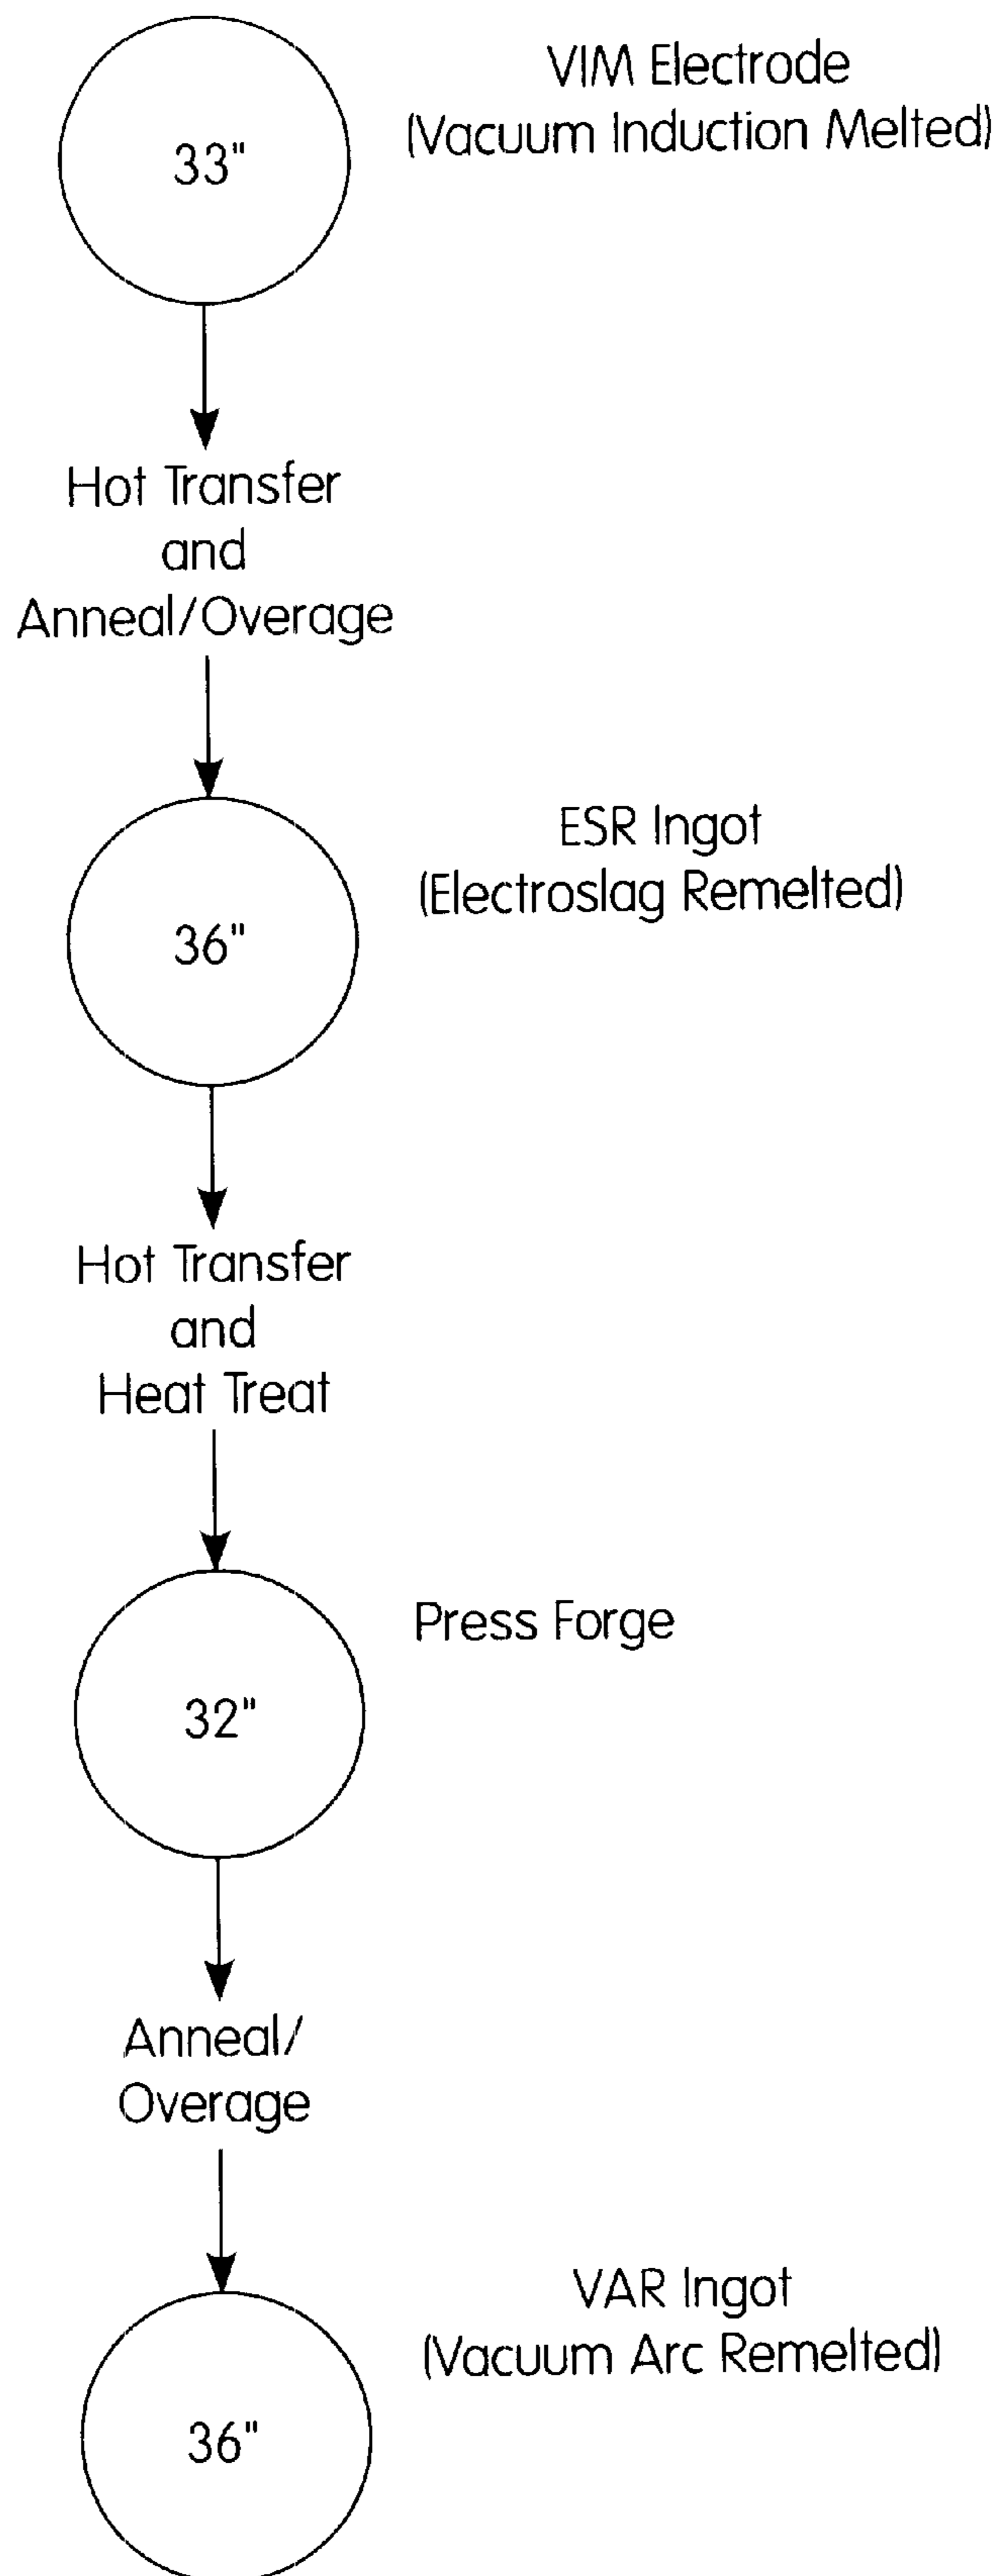 33"
VIM Electrode
(Vacuum Induction Melted)
Hot Transfer
and
Anneal/Overage
36"
ESR Ingot
(Electroslag Remelted)
Hot Transfer
and
Heat Treat
32"
Press Forge
Anneal/
Overage
36"
VAR Ingot
(Vacuum Arc Remelted)